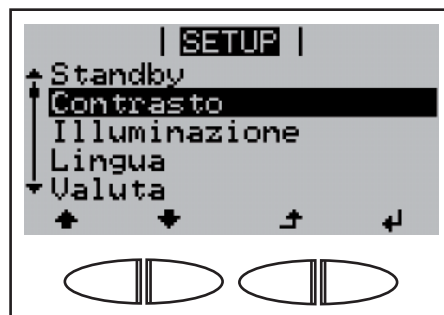 SETUP
Standby
Contrasto
Illuminazione
Lingua
Valuta